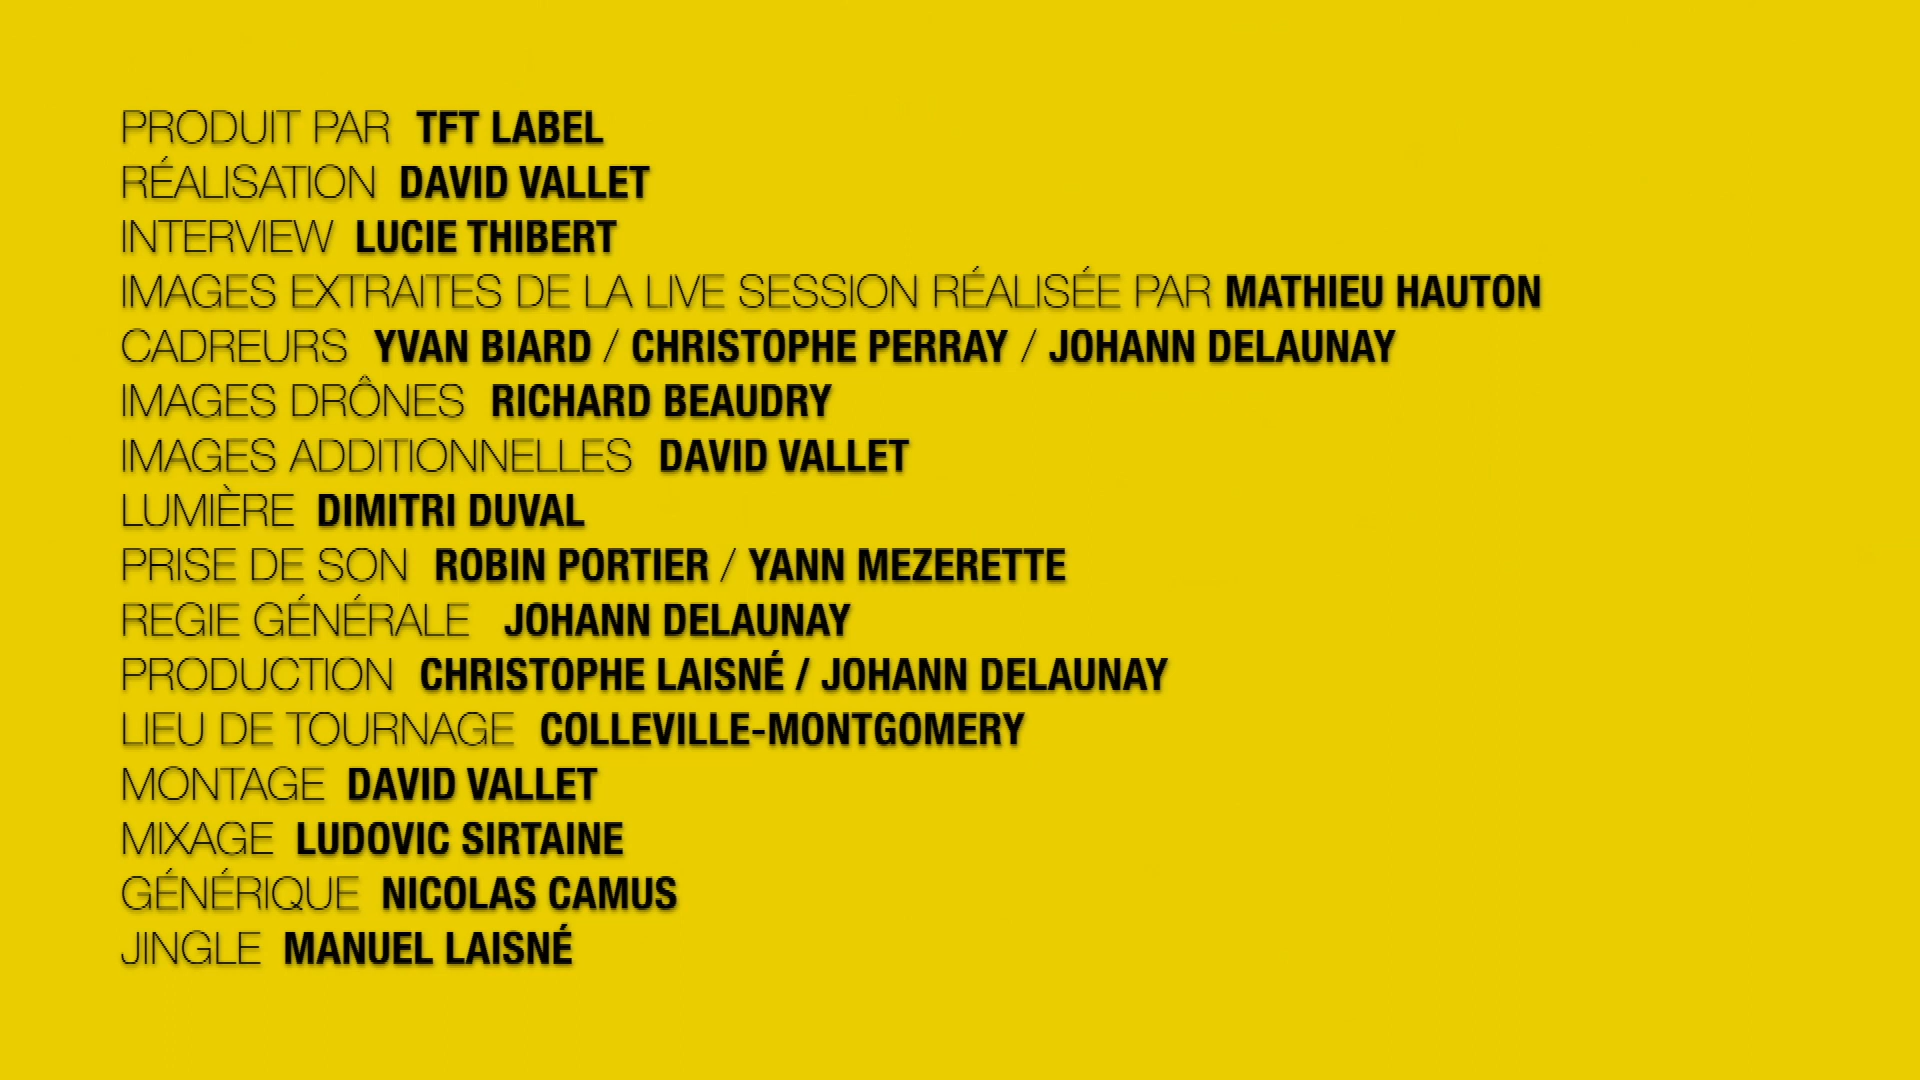 PRODUIT PAR TFT LABEL
RÉALISATION DAVID VALLET
INTERVIEW LUCIE THIBERT
IMAGES EXTRAITES DE LA LIVE SESSION RÉALISÉE PAR MATHIEU HAUTON
CADREURS YVAN BIARD / CHRISTOPHE PERRAY / JOHANN DELAUNAY
IMAGES DRÔNES RICHARD BEAUDRY
IMAGES ADDITIONNELLES DAVID VALLET
LUMIÈRE DIMITRI DUVAL
PRISE DE SON ROBIN PORTIER / YANN MEZERETTE
REGIE GÉNÉRALE JOHANN DELAUNAY
PRODUCTION CHRISTOPHE LAISNÉ / JOHANN DELAUNAY
LIEU DE TOURNAGE COLLEVILLE-MONTGOMERY
MONTAGE DAVID VALLET
MIXAGE LUDOVIC SIRTAINE
GÉNÉRIQUE NICOLAS CAMUS
JINGLE MANUEL LAISNÉ